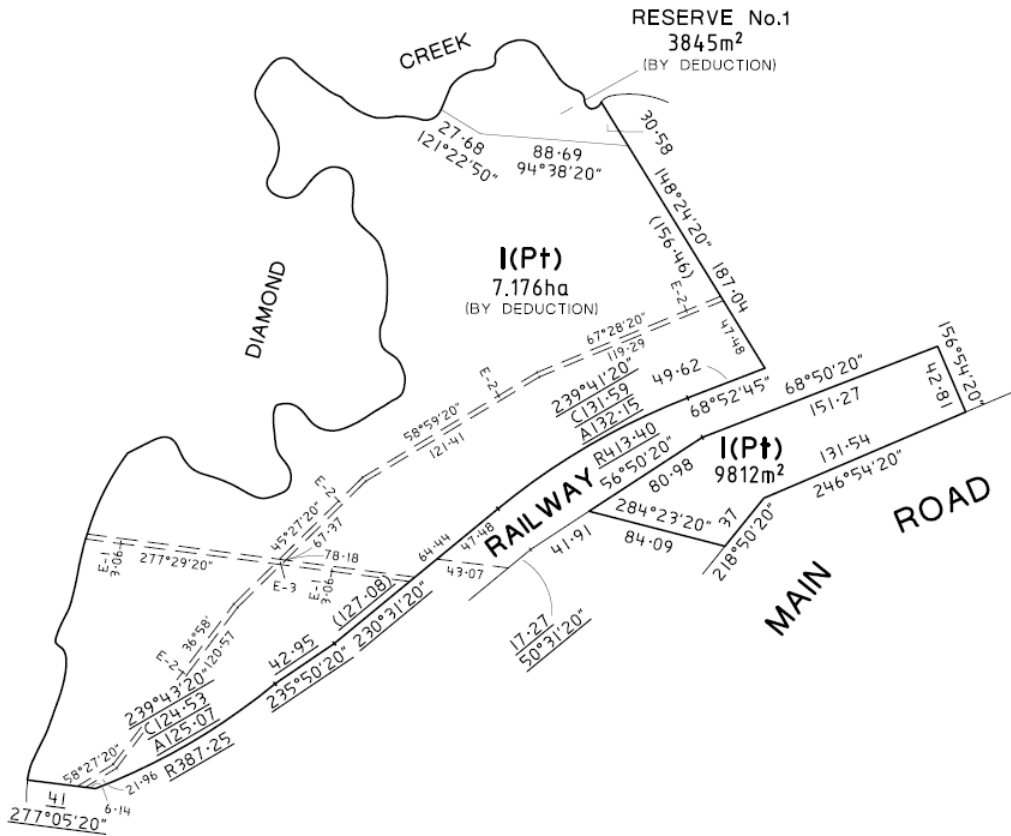 RESERVE No.1
3845m²
(BY DEDUCTION)
CREEK
27·68
121°22'50"
88·69
94°38'20"
30·58
148°24'20"
(156·46)
187·04
1(Pt)
7.176ha
(BY DEDUCTION)
E-2
DIAMOND
67°28'20"
119·29
47·48
E-2
239°41'20"
C131·59
A132·15
R413·40
49·62
68°52'45"
68°50'20"
151·27
156°54'20"
42·81
58°59'20"
121·41
1(Pt)
9812m²
131·54
246°54'20"
56°50'20"
80·98
RAILWAY
284°23'20"
84·09
37
218°50'20"
ROAD
MAIN
E-2
45°27'20"
67·37
78·18
E-1
3·06
277°29'20"
E-3
E-1
3·06
64·44
47·48
43·07
41·91
17·27
50°31'20"
(127·08)
230°31'20"
42·95
235°50'20"
36°58'
120·57
E-2
239°43'20"
C124·53
A125·07
R387·25
58°27'20"
21·96
6·14
41
277°05'20"